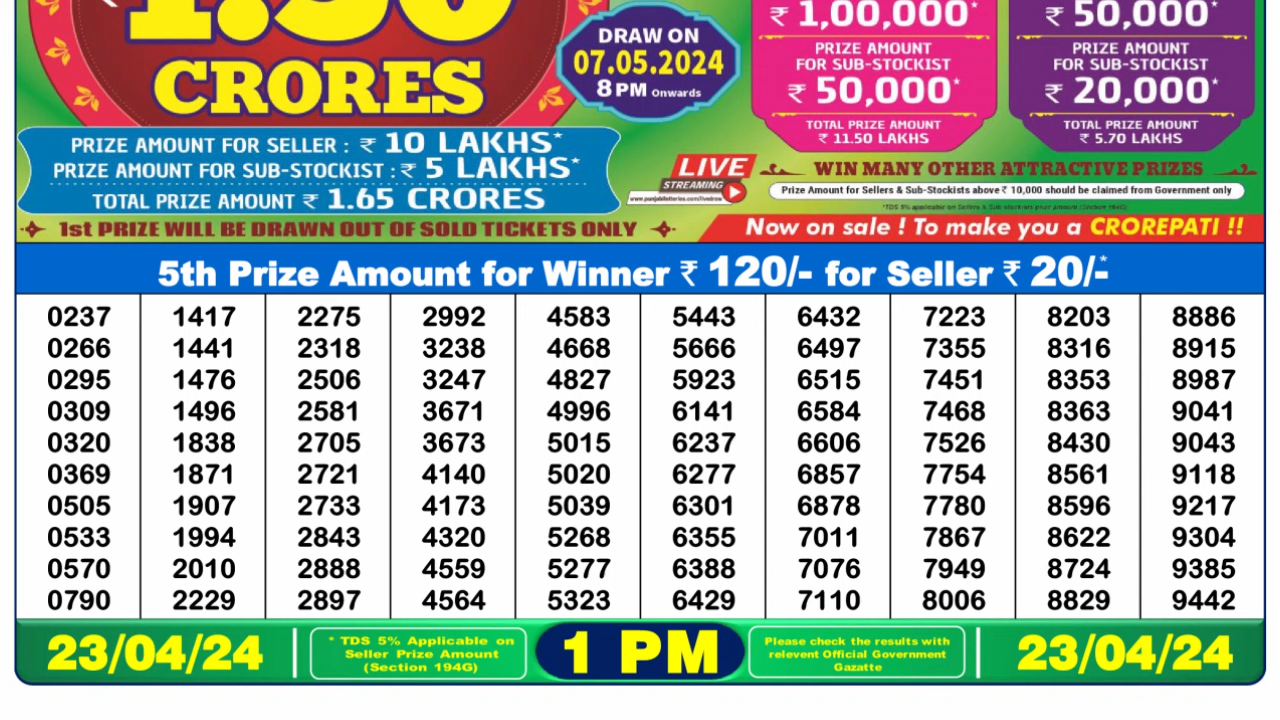 1.50
CRORES
PRIZE AMOUNT FOR SELLER : ₹ 10 LAKHS*
PRIZE AMOUNT FOR SUB-STOCKIST : ₹ 5 LAKHS*
TOTAL PRIZE AMOUNT ₹ 1.65 CRORES
DRAW ON
07.05.2024
8 PM Onwards
₹ 1,00,000*
PRIZE AMOUNT
FOR SUB-STOCKIST
₹ 50,000*
TOTAL PRIZE AMOUNT
₹ 11.50 LAKHS
₹ 50,000*
PRIZE AMOUNT
FOR SUB-STOCKIST
₹ 20,000*
TOTAL PRIZE AMOUNT
₹ 5.70 LAKHS
LIVE
STREAMING
www.punjablotteries.com/livedraw
WIN MANY OTHER ATTRACTIVE PRIZES
Prize Amount for Sellers & Sub-Stockists above ₹ 10,000 should be claimed from Government only
1st PRIZE WILL BE DRAWN OUT OF SOLD TICKETS ONLY
Now on sale ! To make you a CROREPATI !!
5th Prize Amount for Winner ₹ 120/- for Seller ₹ 20/-*
0237 1417 2275 2992 4583 5443 6432 7223 8203 8886
0266 1441 2318 3238 4668 5666 6497 7355 8316 8915
0295 1476 2506 3247 4827 5923 6515 7451 8353 8987
0309 1496 2581 3671 4996 6141 6584 7468 8363 9041
0320 1838 2705 3673 5015 6237 6606 7526 8430 9043
0369 1871 2721 4140 5020 6277 6857 7754 8561 9118
0505 1907 2733 4173 5039 6301 6878 7780 8596 9217
0533 1994 2843 4320 5268 6355 7011 7867 8622 9304
0570 2010 2888 4559 5277 6388 7076 7949 8724 9385
0790 2229 2897 4564 5323 6429 7110 8006 8829 9442
23/04/24
* TDS 5% Applicable on
Seller Prize Amount
(Section 194G)
1 PM
Please check the results with
relevent Official Government
Gazatte
23/04/24